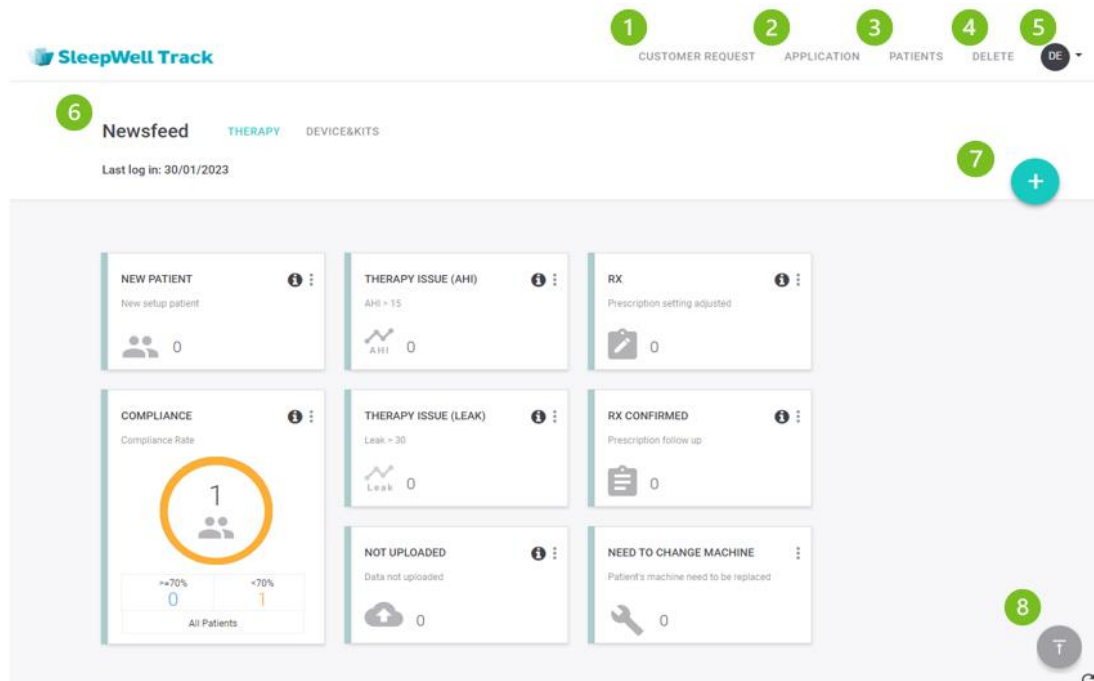 1 2 3 4 5
SleepWell Track
CUSTOMER REQUEST APPLICATION PATIENTS DELETE DE
6
Newsfeed THERAPY DEVICE&KITS
Last log in: 30/01/2023
7
+
NEW PATIENT
New setup patient
0
THERAPY ISSUE (AHI)
AHI > 15
AHI 0
RX
Prescription setting adjusted
0
COMPLIANCE
Compliance Rate
1
>=70% <70%
0 1
All Patients
THERAPY ISSUE (LEAK)
Leak > 30
Leak 0
RX CONFIRMED
Prescription follow up
0
NOT UPLOADED
Data not uploaded
0
NEED TO CHANGE MACHINE
Patient's machine need to be replaced
0
8